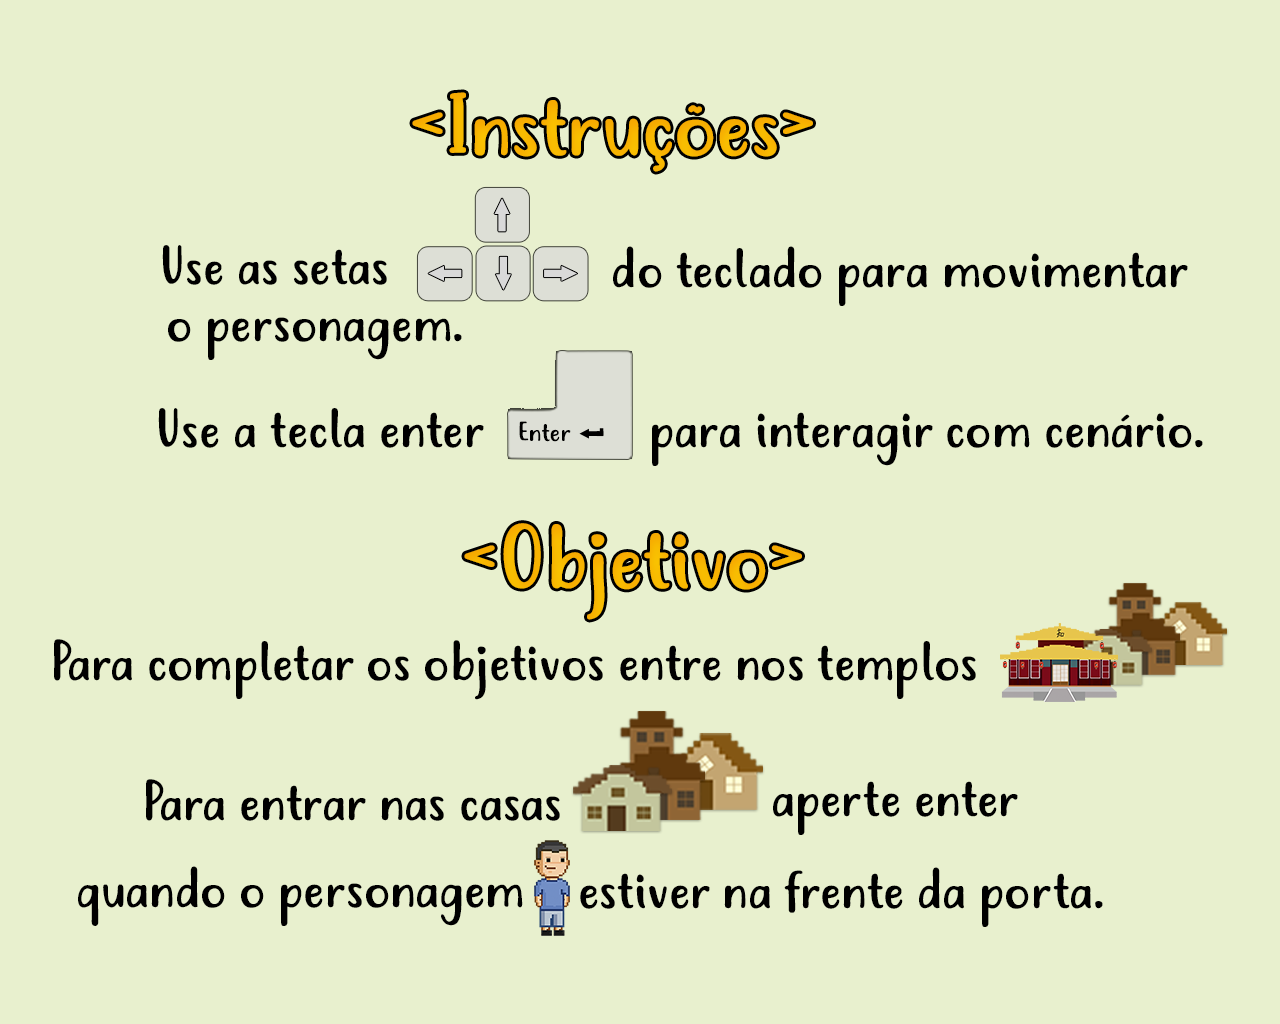 <Instruções>
Use as setas do teclado para movimentar
o personagem.
Use a tecla enter Enter para interagir com cenário.
<Objetivo>
Para completar os objetivos entre nos templos
Para entrar nas casas aperte enter
quando o personagem estiver na frente da porta.